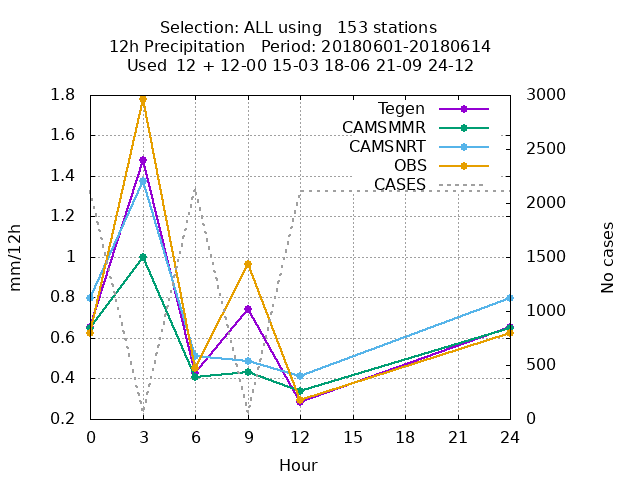 Selection: ALL using   153 stations
12h Precipitation   Period: 20180601-20180614
Used  12 + 12-00 15-03 18-06 21-09 24-12
Tegen
CAMSMMR
CAMSNRT
OBS
CASES
mm/12h
1.8
1.6
1.4
1.2
1
0.8
0.6
0.4
0.2
3000
2500
2000
1500
1000
500
0
No cases
0 3 6 9 12 15 18 21 24
Hour